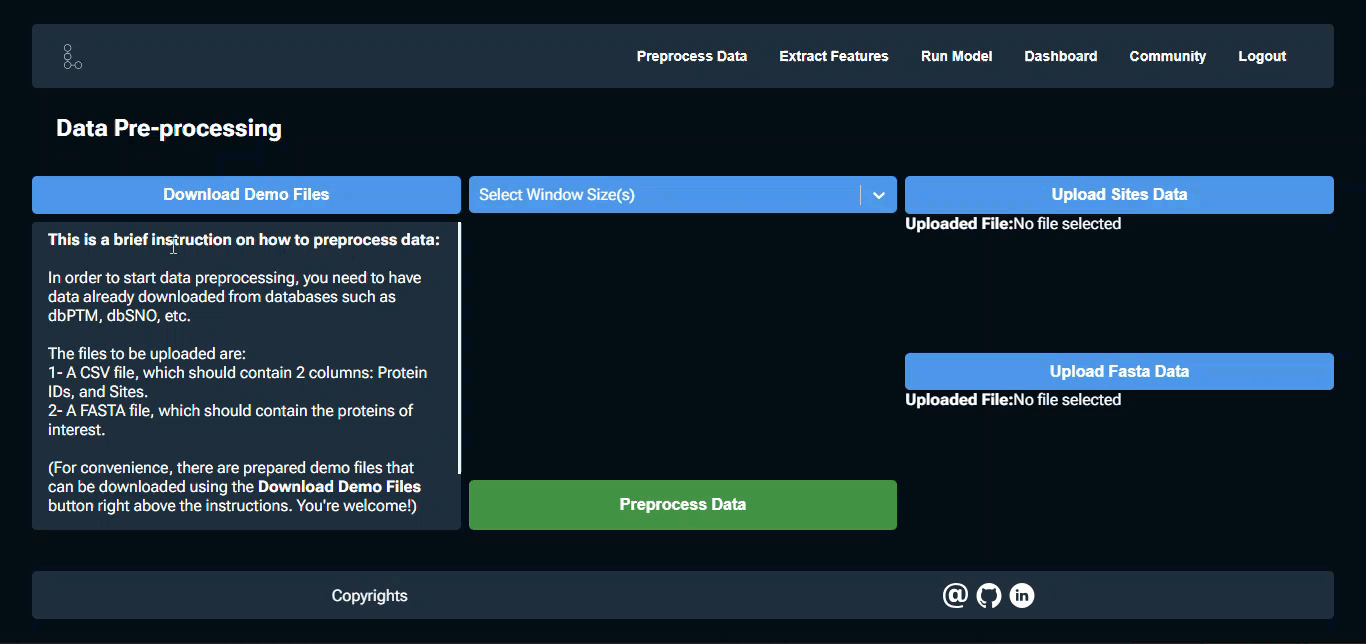 Preprocess Data Extract Features Run Model Dashboard Community Logout
Data Pre-processing
Download Demo Files
This is a brief instruction on how to preprocess data:
In order to start data preprocessing, you need to have
data already downloaded from databases such as
dbPTM, dbSNO, etc.
The files to be uploaded are:
1- A CSV file, which should contain 2 columns: Protein
IDs, and Sites.
2- A FASTA file, which should contain the proteins of
interest.
(For convenience, there are prepared demo files that
can be downloaded using the Download Demo Files
button right above the instructions. You're welcome!)
Select Window Size(s)
Preprocess Data
Upload Sites Data
Uploaded File:No file selected
Upload Fasta Data
Uploaded File:No file selected
Copyrights
@ in